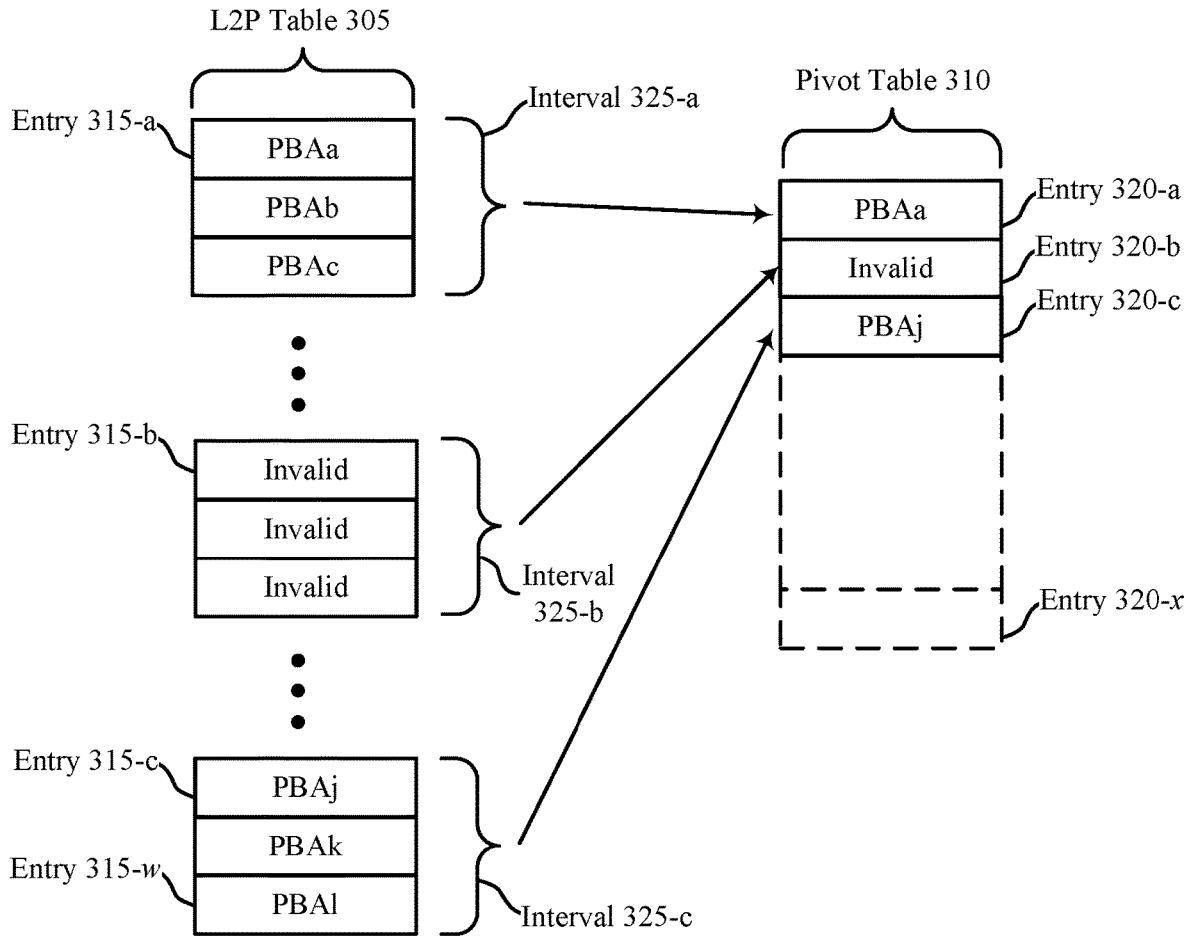 L2P Table 305
Pivot Table 310
Interval 325-a
Entry 315-a
PBAa
PBAb
PBAc
PBAa
Entry 320-a
Invalid
Entry 320-b
PBAj
Entry 320-c
Entry 315-b
Invalid
Invalid
Invalid
Interval
325-b
Entry 320-x
Entry 315-c
PBAj
PBAk
Entry 315-w
PBAl
Interval 325-c